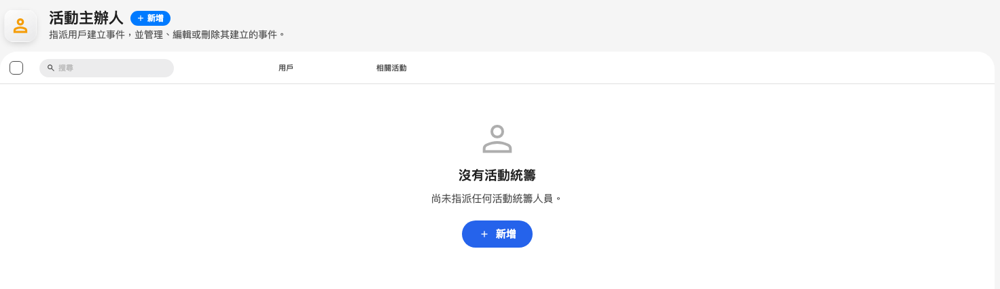 活動主辦人
+ 新增
指派用戶建立事件，並管理、編輯或刪除其建立的事件。
搜尋
用戶
相關活動
沒有活動統籌
尚未指派任何活動統籌人員。
+ 新增